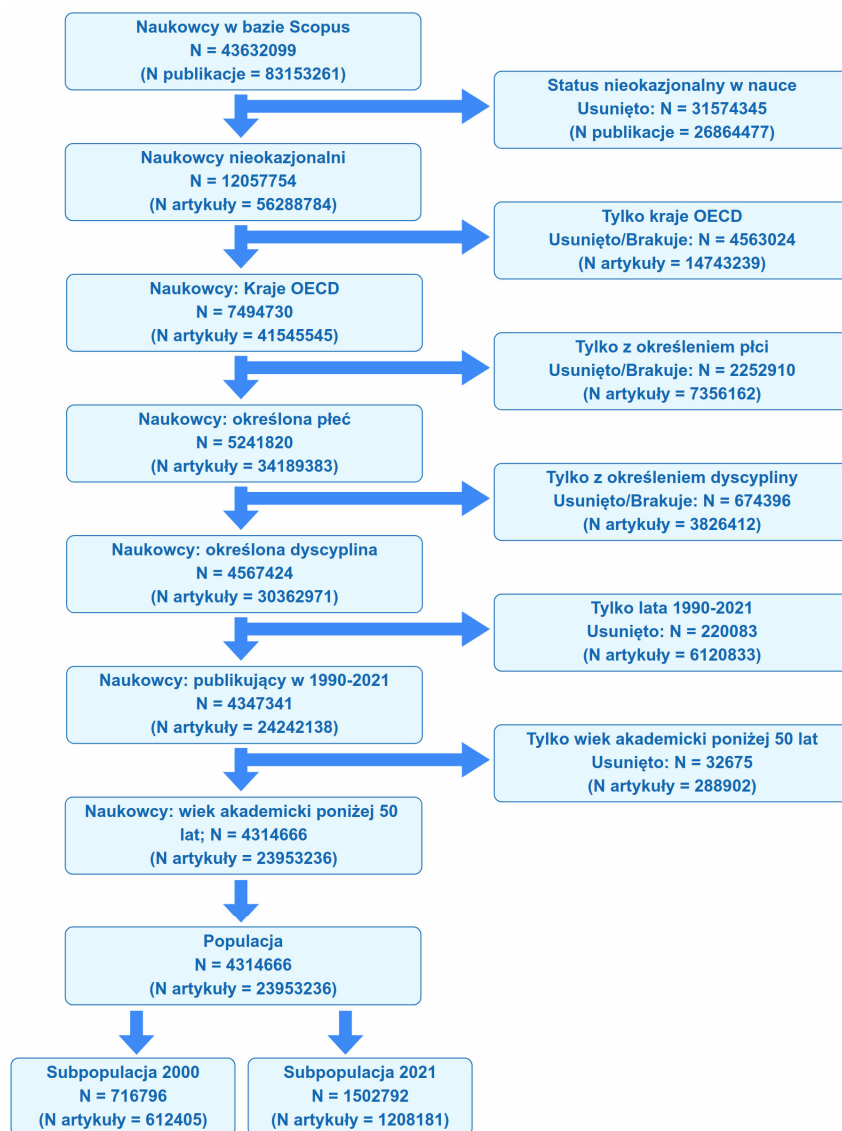 Naukowcy w bazie Scopus
N = 43632099
(N publikacje = 83153261)
Status nieokazjonalny w nauce
Usunięto: N = 31574345
(N publikacje = 26864477)
Naukowcy nieokazjonalni
N = 12057754
(N artykuły = 56288784)
Tylko kraje OECD
Usunięto/Brakuje: N = 4563024
(N artykuły = 14743239)
Naukowcy: Kraje OECD
N = 7494730
(N artykuły = 41545545)
Tylko z określeniem płci
Usunięto/Brakuje: N = 2252910
(N artykuły = 7356162)
Naukowcy: określona płeć
N = 5241820
(N artykuły = 34189383)
Tylko z określeniem dyscypliny
Usunięto/Brakuje: N = 674396
(N artykuły = 3826412)
Naukowcy: określona dyscyplina
N = 4567424
(N artykuły = 30362971)
Tylko lata 1990-2021
Usunięto: N = 220083
(N artykuły = 6120833)
Naukowcy: publikujący w 1990-2021
N = 4347341
(N artykuły = 24242138)
Tylko wiek akademicki poniżej 50 lat
Usunięto: N = 32675
(N artykuły = 288902)
Naukowcy: wiek akademicki poniżej 50
lat; N = 4314666
(N artykuły = 23953236)
Populacja
N = 4314666
(N artykuły = 23953236)
Subpopulacja 2000
N = 716796
(N artykuły = 612405)
Subpopulacja 2021
N = 1502792
(N artykuły = 1208181)